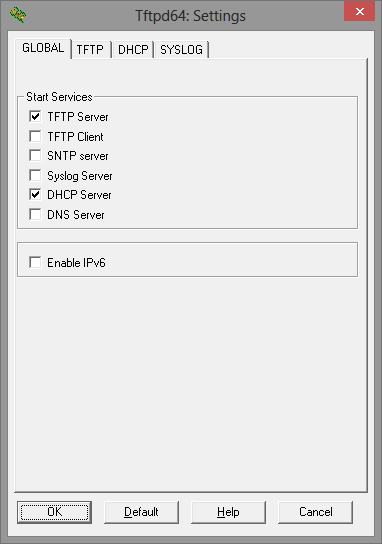 Tftpd64: Settings
GLOBAL TFTP DHCP SYSLOG
Start Services
TFTP Server
TFTP Client
SNTP server
Syslog Server
DHCP Server
DNS Server
Enable IPv6
OK Default Help Cancel